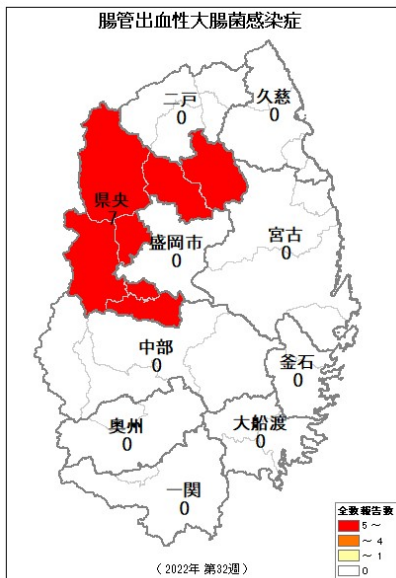 腸管出血性大腸菌感染症
二戸
0
久慈
0
県央
7
盛岡市
0
宮古
0
中部
0
釜石
0
奥州
0
大船渡
0
一関
0
全数報告数
5 ～
～ 4
～ 1
0
( 2022年 第32週 )